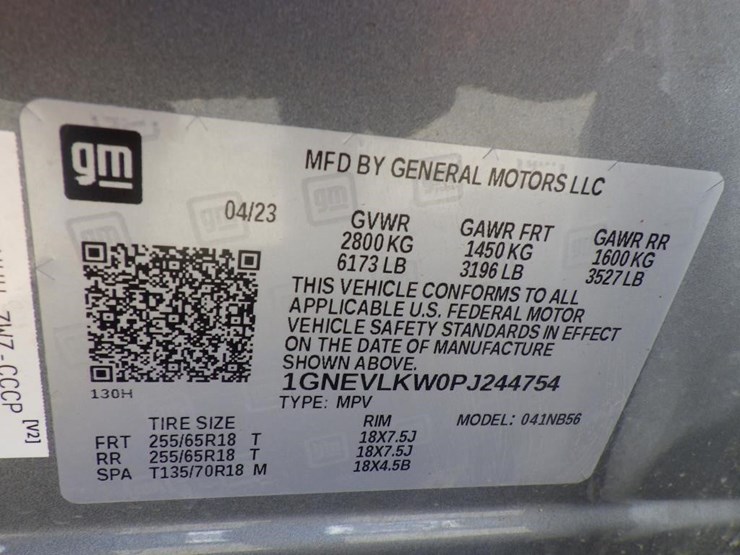 gm
MFD BY GENERAL MOTORS LLC
04/23
GVWR
2800 KG
6173 LB
GAWR FRT
1450 KG
3196 LB
GAWR RR
1600 KG
3527 LB
THIS VEHICLE CONFORMS TO ALL
APPLICABLE U.S. FEDERAL MOTOR
VEHICLE SAFETY STANDARDS IN EFFECT
ON THE DATE OF MANUFACTURE
SHOWN ABOVE.
130H
1GNEVLKW0PJ244754
TYPE: MPV
MODEL: 041NB56
TIRE SIZE RIM
FRT 255/65R18 T 18X7.5J
RR 255/65R18 T 18X7.5J
SPA T135/70R18 M 18X4.5B
ZW7-CCCP
[V2]